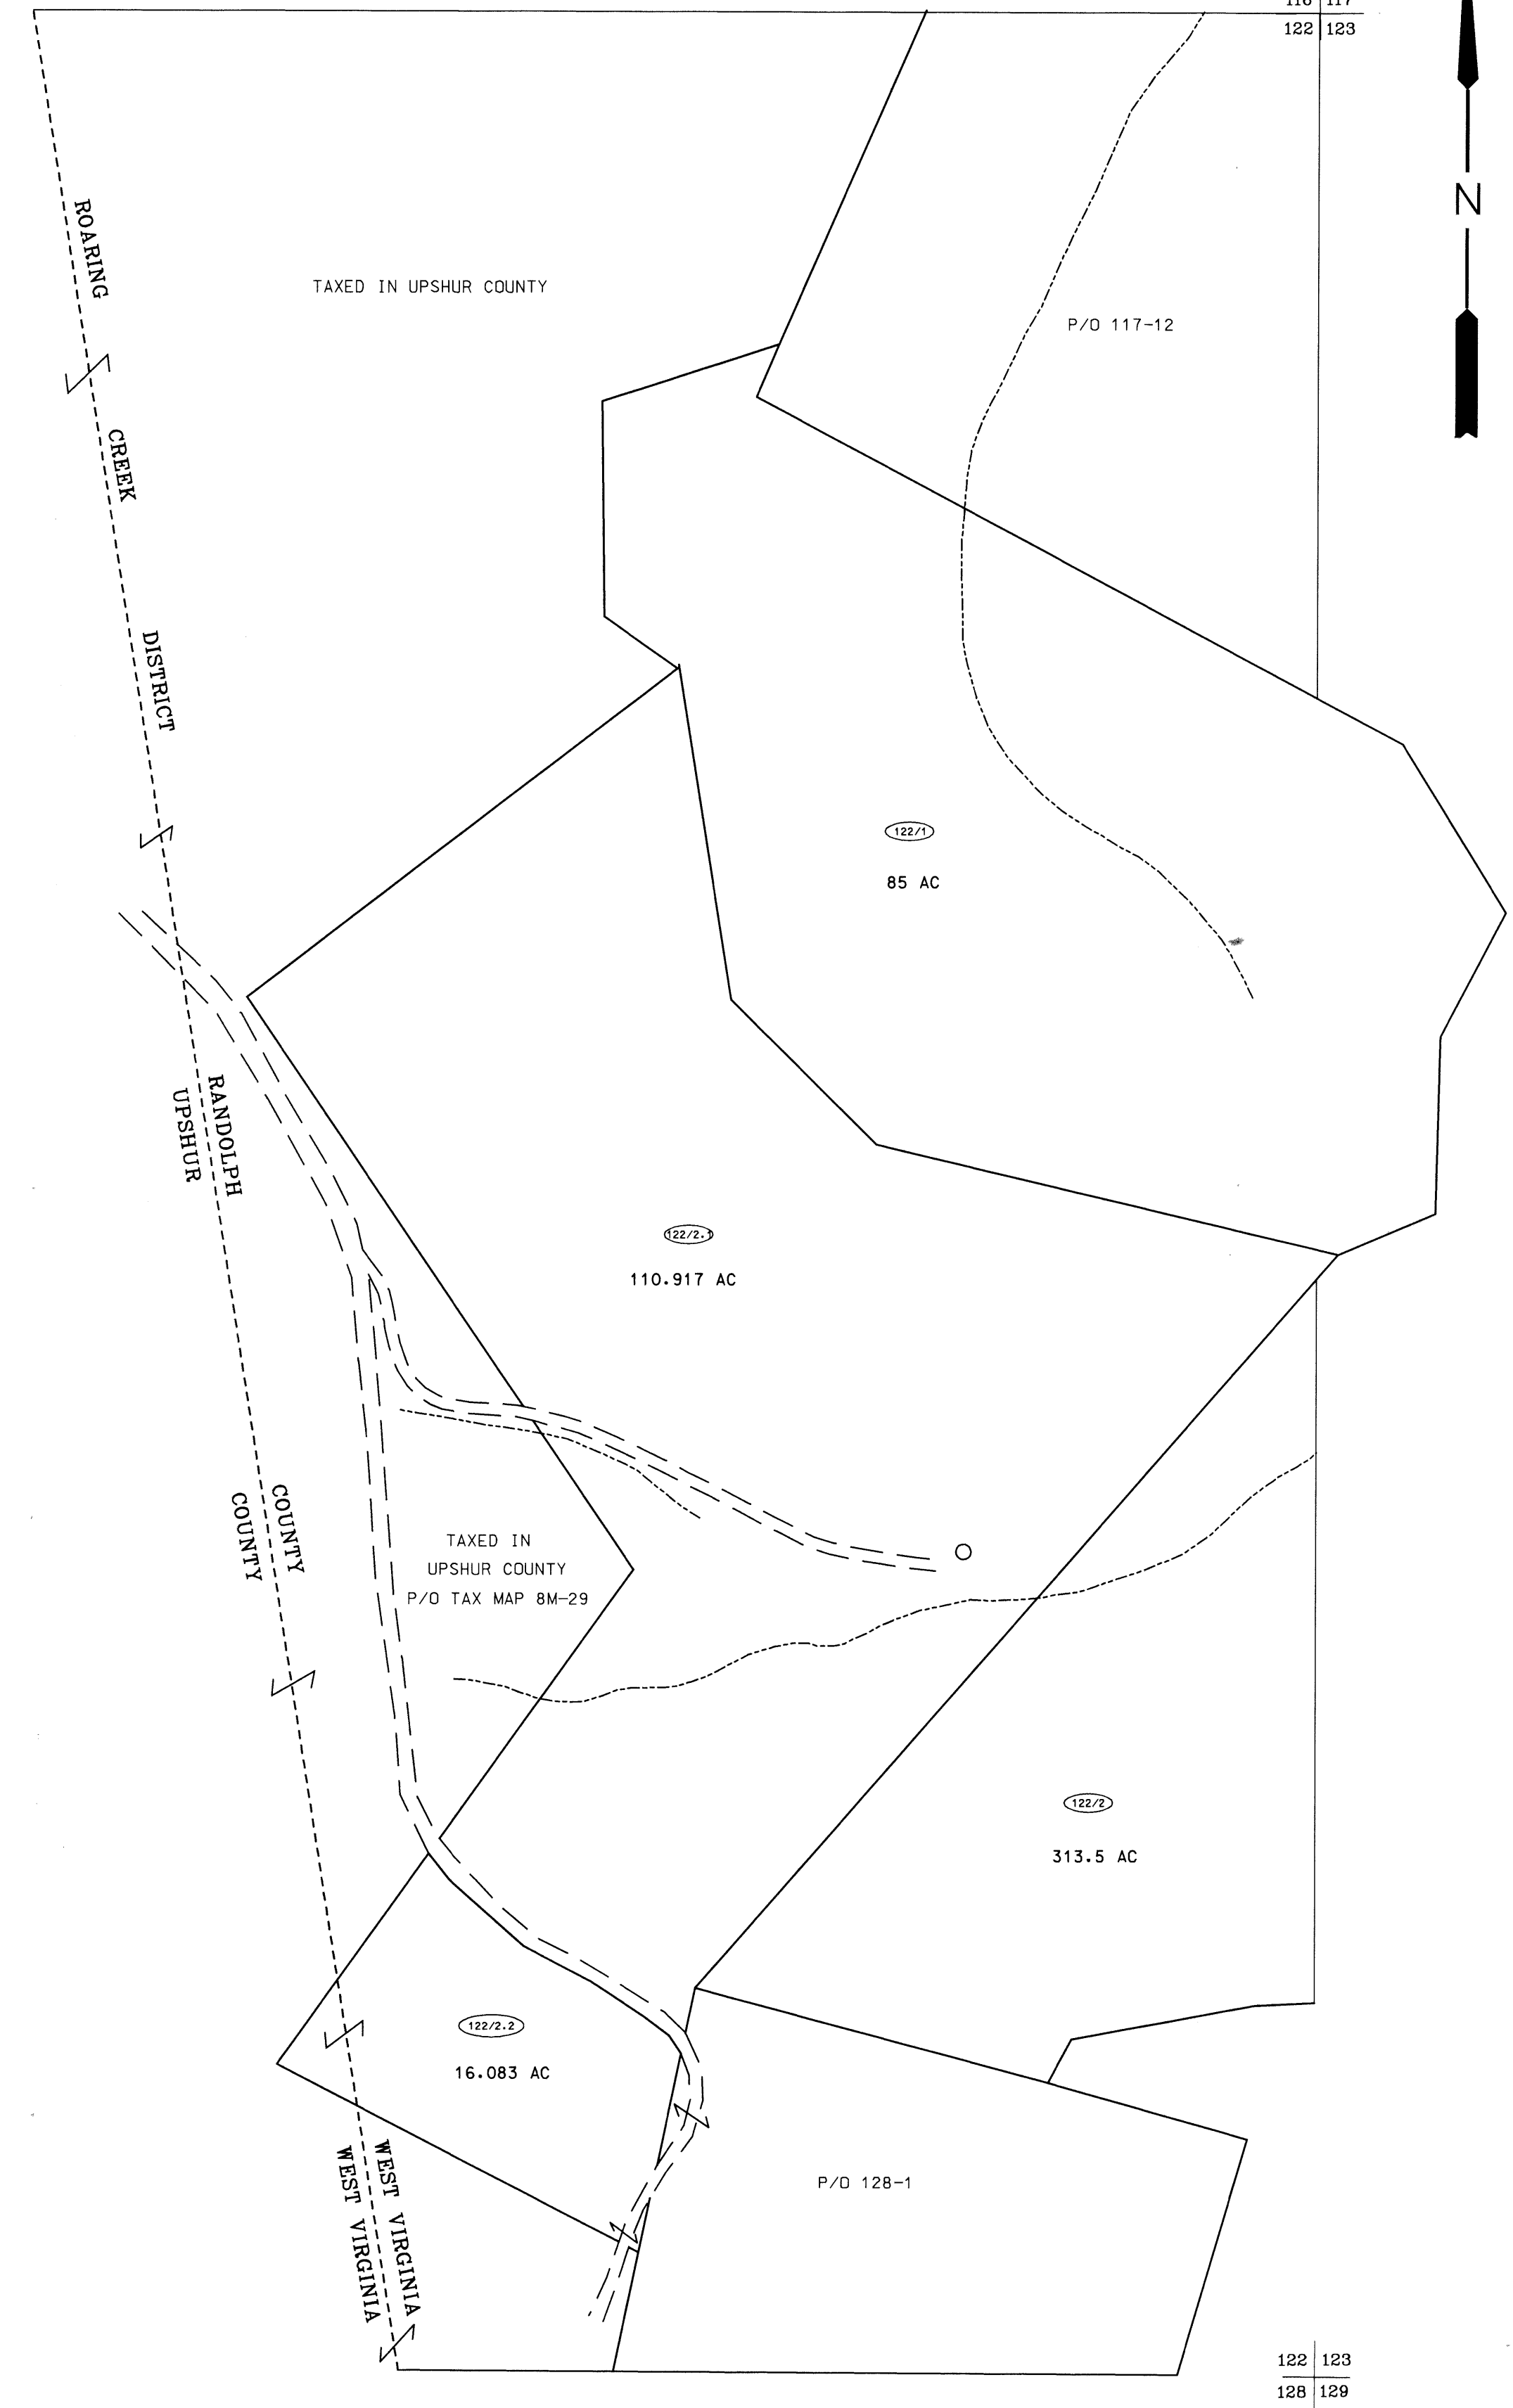 116 117
122 123
N
ROARING
TAXED IN UPSHUR COUNTY
P/O 117-12
CREEK
DISTRICT
122/1
85 AC
RANDOLPH
UPSHUR
122/2.1
110.917 AC
COUNTY
COUNTY
TAXED IN
UPSHUR COUNTY
P/O TAX MAP 8M-29
122/2
313.5 AC
122/2.2
16.083 AC
WEST VIRGINIA
WEST VIRGINIA
P/O 128-1
122 123
128 129